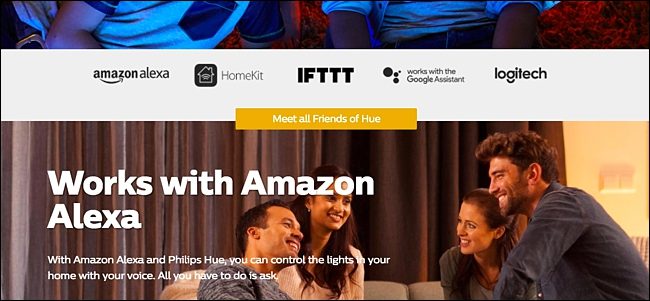 amazon alexa HomeKit IFTTT works with the logitech
Google Assistant
Meet all Friends of Hue
Works with Amazon
Alexa
With Amazon Alexa and Philips Hue, you can control the lights in your
home with your voice. All you have to do is ask.